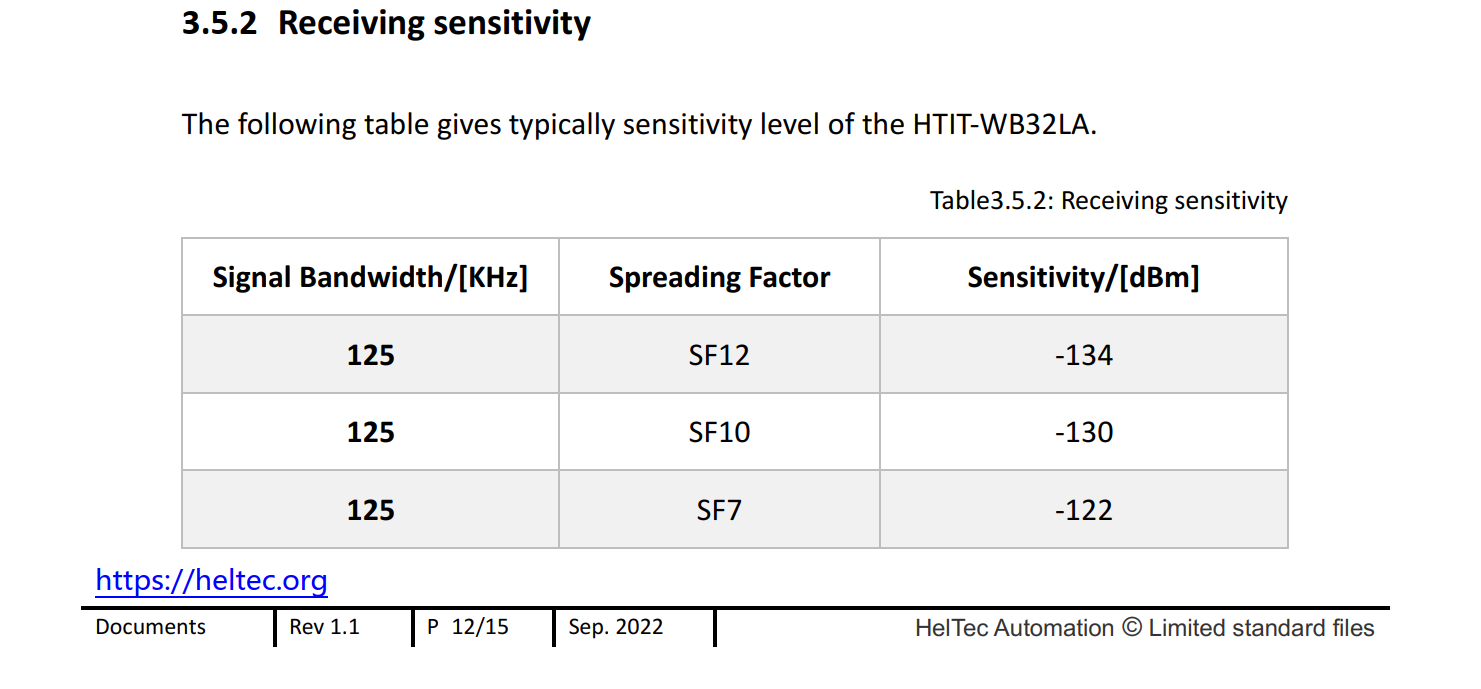 3.5.2 Receiving sensitivity
The following table gives typically sensitivity level of the HTIT-WB32LA.
Table3.5.2: Receiving sensitivity
Signal Bandwidth/[KHz] Spreading Factor Sensitivity/[dBm]
125 SF12 -134
125 SF10 -130
125 SF7 -122
https://heltec.org
Documents Rev 1.1 P 12/15 Sep. 2022 HelTec Automation © Limited standard files